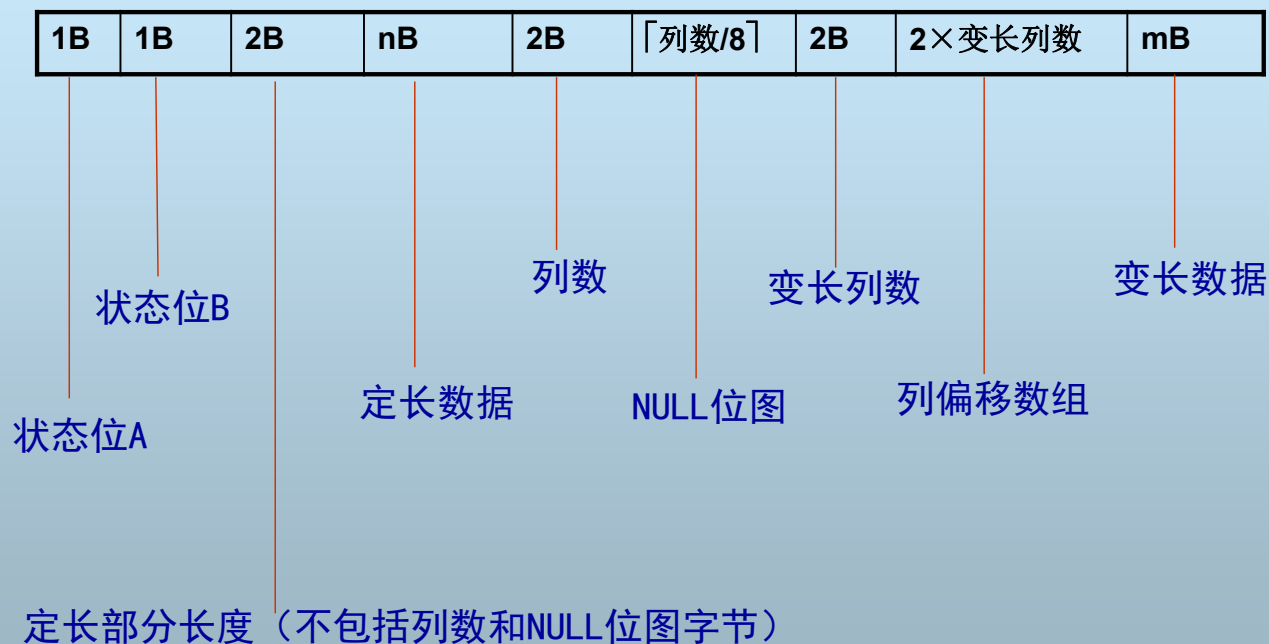 1B 1B 2B nB 2B ⌈列数/8⌉ 2B 2×变长列数 mB
列数
变长列数
变长数据
状态位B
定长数据
NULL位图
列偏移数组
状态位A
定长部分长度（不包括列数和NULL位图字节）